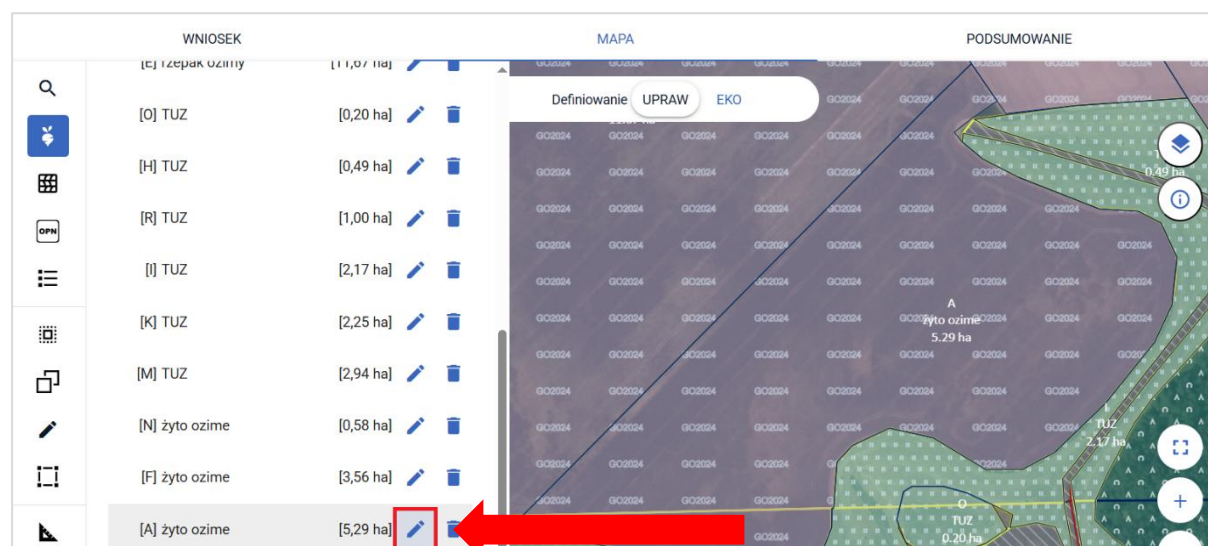 WNIOSEK
MAPA
PODSUMOWANIE
[E] rzepak ozimy [11,67 ha]
[O] TUZ [0,20 ha]
[H] TUZ [0,49 ha]
[R] TUZ [1,00 ha]
[I] TUZ [2,17 ha]
[K] TUZ [2,25 ha]
[M] TUZ [2,94 ha]
[N] żyto ozime [0,58 ha]
[F] żyto ozime [3,56 ha]
[A] żyto ozime [5,29 ha]
OPN
Definiowanie UPRAW EKO
GO2024
0.49 ha
A
żyto ozime
5.29 ha
I
TUZ
2,17 ha
O
TUZ
0.20 ha